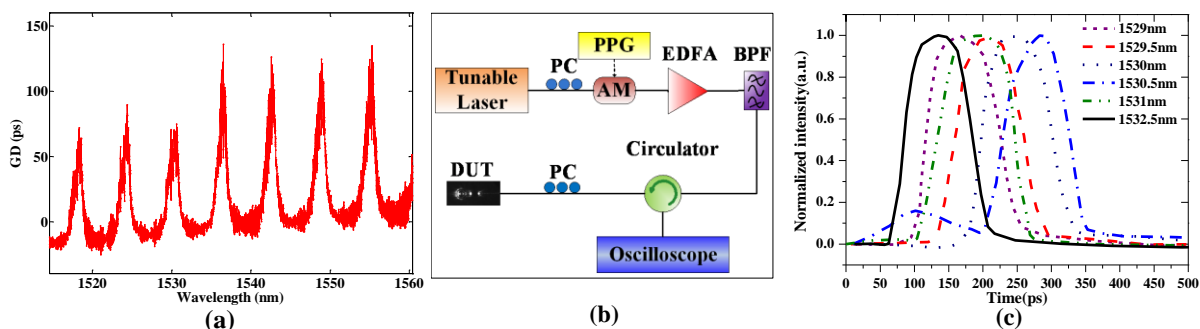 GD (ps)
150
100
50
0
1520
1530
1540
1550
1560
Wavelength (nm)
(a)
Tunable
Laser
PC
PPG
AM
EDFA
BPF
DUT
PC
Circulator
Oscilloscope
(b)
Normalized intensity(a.u.)
1.0
0.8
0.6
0.4
0.2
0.0
0
50
100
150
200
250
300
350
400
450
500
Time(ps)
1529nm
1529.5nm
1530nm
1530.5nm
1531nm
1532.5nm
(c)